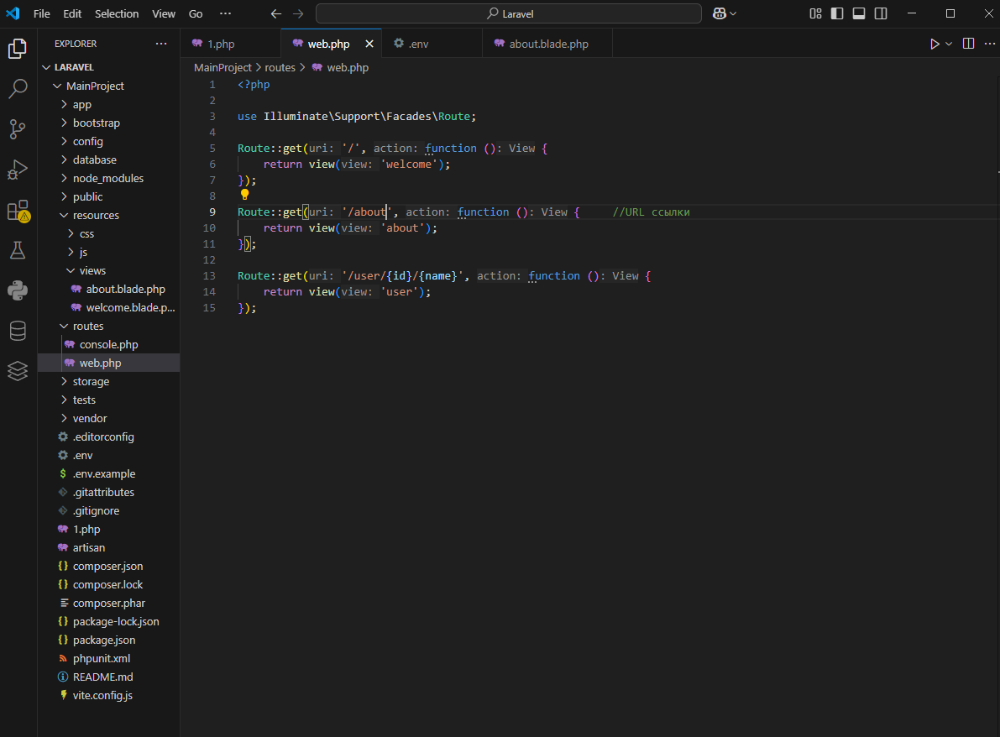 File Edit Selection View Go ··· Laravel
EXPLORER ···
LARAVEL
MainProject
app
bootstrap
config
database
node_modules
public
resources
css
js
views
about.blade.php
welcome.blade.p...
routes
console.php
web.php
storage
tests
vendor
.editorconfig
.env
.env.example
.gitattributes
.gitignore
1.php
artisan
composer.json
composer.lock
composer.phar
package-lock.json
package.json
phpunit.xml
README.md
vite.config.js
1.php web.php .env about.blade.php
MainProject > routes > web.php
1 <?php
2
3 use Illuminate\Support\Facades\Route;
4
5 Route::get(uri: '/', action: function (): View {
6 return view(view: 'welcome');
7 });
8
9 Route::get(uri: '/about', action: function (): View { //URL ссылки
10 return view(view: 'about');
11 });
12
13 Route::get(uri: '/user/{id}/{name}', action: function (): View {
14 return view(view: 'user');
15 });